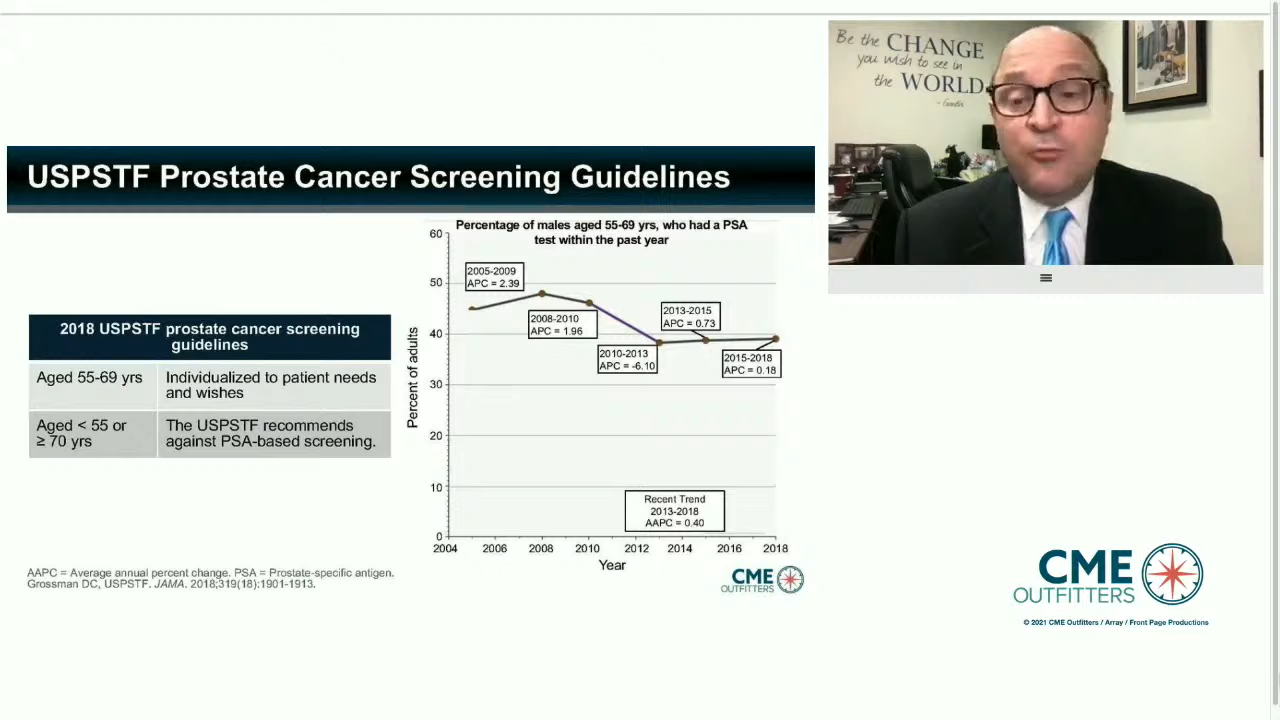 Be the CHANGE
you wish to see in
the WORLD
- Gandhi
USPSTF Prostate Cancer Screening Guidelines
2018 USPSTF prostate cancer screening
guidelines
Aged 55-69 yrs
Individualized to patient needs
and wishes
Aged < 55 or
≥ 70 yrs
The USPSTF recommends
against PSA-based screening.
Percentage of males aged 55-69 yrs, who had a PSA
test within the past year
Percent of adults
60
50
40
30
20
10
0
2005-2009
APC = 2.39
2008-2010
APC = 1.96
2010-2013
APC = -6.10
2013-2015
APC = 0.73
2015-2018
APC = 0.18
Recent Trend
2013-2018
AAPC = 0.40
2004 2006 2008 2010 2012 2014 2016 2018
Year
AAPC = Average annual percent change. PSA = Prostate-specific antigen.
Grossman DC, USPSTF. JAMA. 2018;319(18):1901-1913.
CME
OUTFITTERS
CME
OUTFITTERS
© 2021 CME Outfitters / Array / Front Page Productions